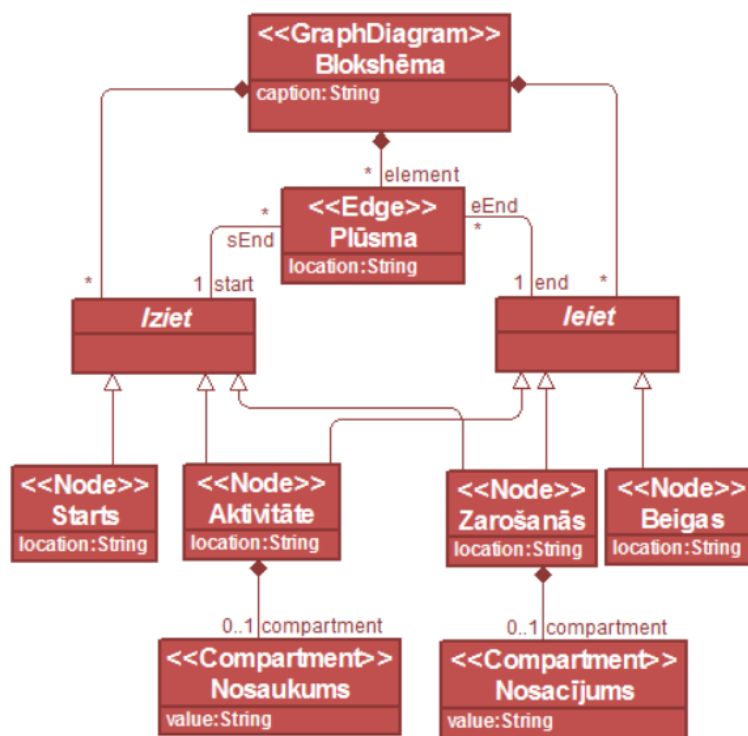 <<GraphDiagram>>
Blokshēma
caption:String
* element
<<Edge>>
Plūsma
location:String
*
sEnd
eEnd
*
*
1 start
1 end
*
Iziet
Ieiet
<<Node>>
Starts
location:String
<<Node>>
Aktivitāte
location:String
<<Node>>
Zarošanās
location:String
<<Node>>
Beigas
location:String
0..1 compartment
0..1 compartment
<<Compartment>>
Nosaukums
value:String
<<Compartment>>
Nosacījums
value:String